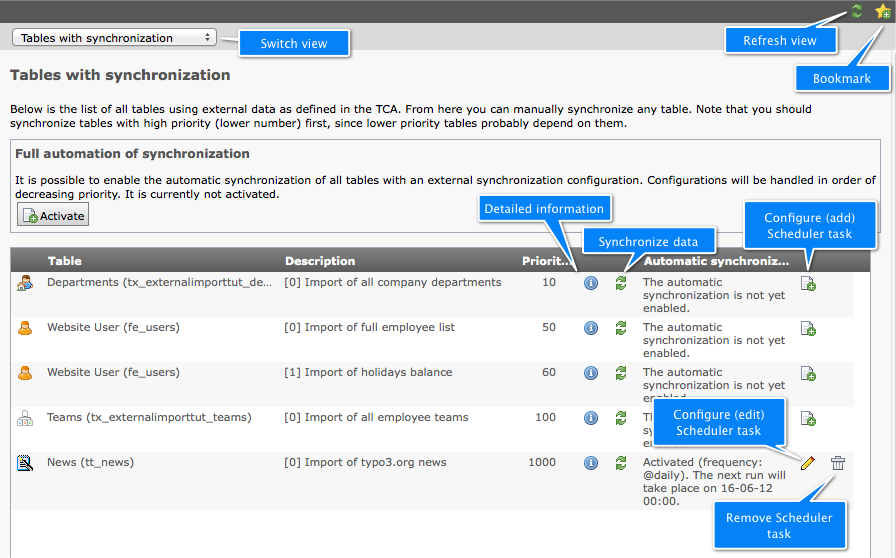 Tables with synchronization
Switch view
Refresh view
Bookmark
Tables with synchronization
Below is the list of all tables using external data as defined in the TCA. From here you can manually synchronize any table. Note that you should
synchronize tables with high priority (lower number) first, since lower priority tables probably depend on them.
Full automation of synchronization
It is possible to enable the automatic synchronization of all tables with an external synchronization configuration. Configurations will be handled in order of
decreasing priority. It is currently not activated.
Activate
Detailed information
Synchronize data
Configure (add)
Scheduler task
Table Description Priorit... Automatic synchroniz...
Departments (tx_externalimporttut_de... [0] Import of all company departments 10 The automatic
synchronization is not yet
enabled.
Website User (fe_users) [0] Import of full employee list 50 The automatic
synchronization is not yet
enabled.
Website User (fe_users) [1] Import of holidays balance 60 The automatic
synchronization is not yet
enabled.
Teams (tx_externalimporttut_teams) [0] Import of all employee teams 100
Configure (edit)
Scheduler task
News (tt_news) [0] Import of typo3.org news 1000 Activated (frequency:
@daily). The next run will
take place on 16-06-12
00:00.
Remove Scheduler
task